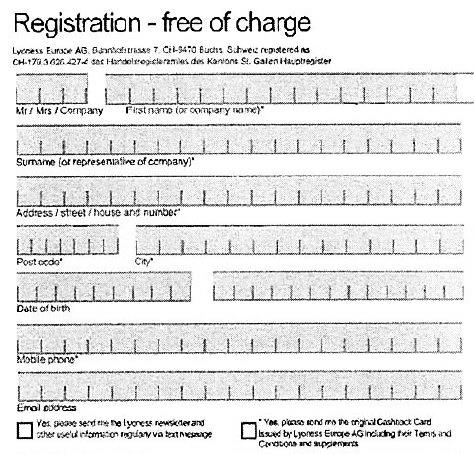 Registration - free of charge
Lyoness Europe AG, Bahnhofstrasse 7, CH-9470 Buchs, Schweiz registered as
CH-170.3.026.427-4 des Handelsregisteramtes des Kantons St. Gallen Hauptregister
Mr / Mrs / Company First name (or company name)*
Surname (or representative of company)*
Address / street / house and number*
Post code* City*
Date of birth
Mobile phone*
Email address
Yes, please send me the Lyoness newsletter and
other useful information regulary via text message
* Yes, please send me the original Cashback Card
issued by Lyoness Europe AG including their Terms and
Conditions and supplements